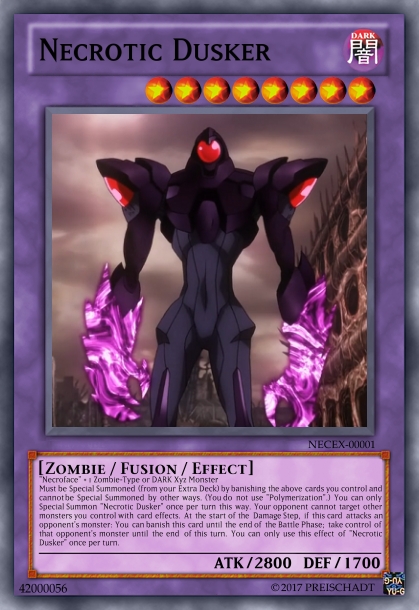 NECROTIC DUSKER
DARK
闇
NECEX-00001
[ZOMBIE / FUSION / EFFECT]
"Necroface" + 1 Zombie-Type or DARK Xyz Monster
Must be Special Summoned (from your Extra Deck) by banishing the above cards you control and
cannot be Special Summoned by other ways. (You do not use "Polymerization".) You can only
Special Summon "Necrotic Dusker" once per turn this way. Your opponent cannot target other
monsters you control with card effects. At the start of the Damage Step, if this card attacks an
opponent's monster: You can banish this card until the end of the Battle Phase; take control of
that opponent's monster until the end of this turn. You can only use this effect of "Necrotic
Dusker" once per turn.
ATK/2800 DEF/1700
42000056
©2017 PREISCHADT